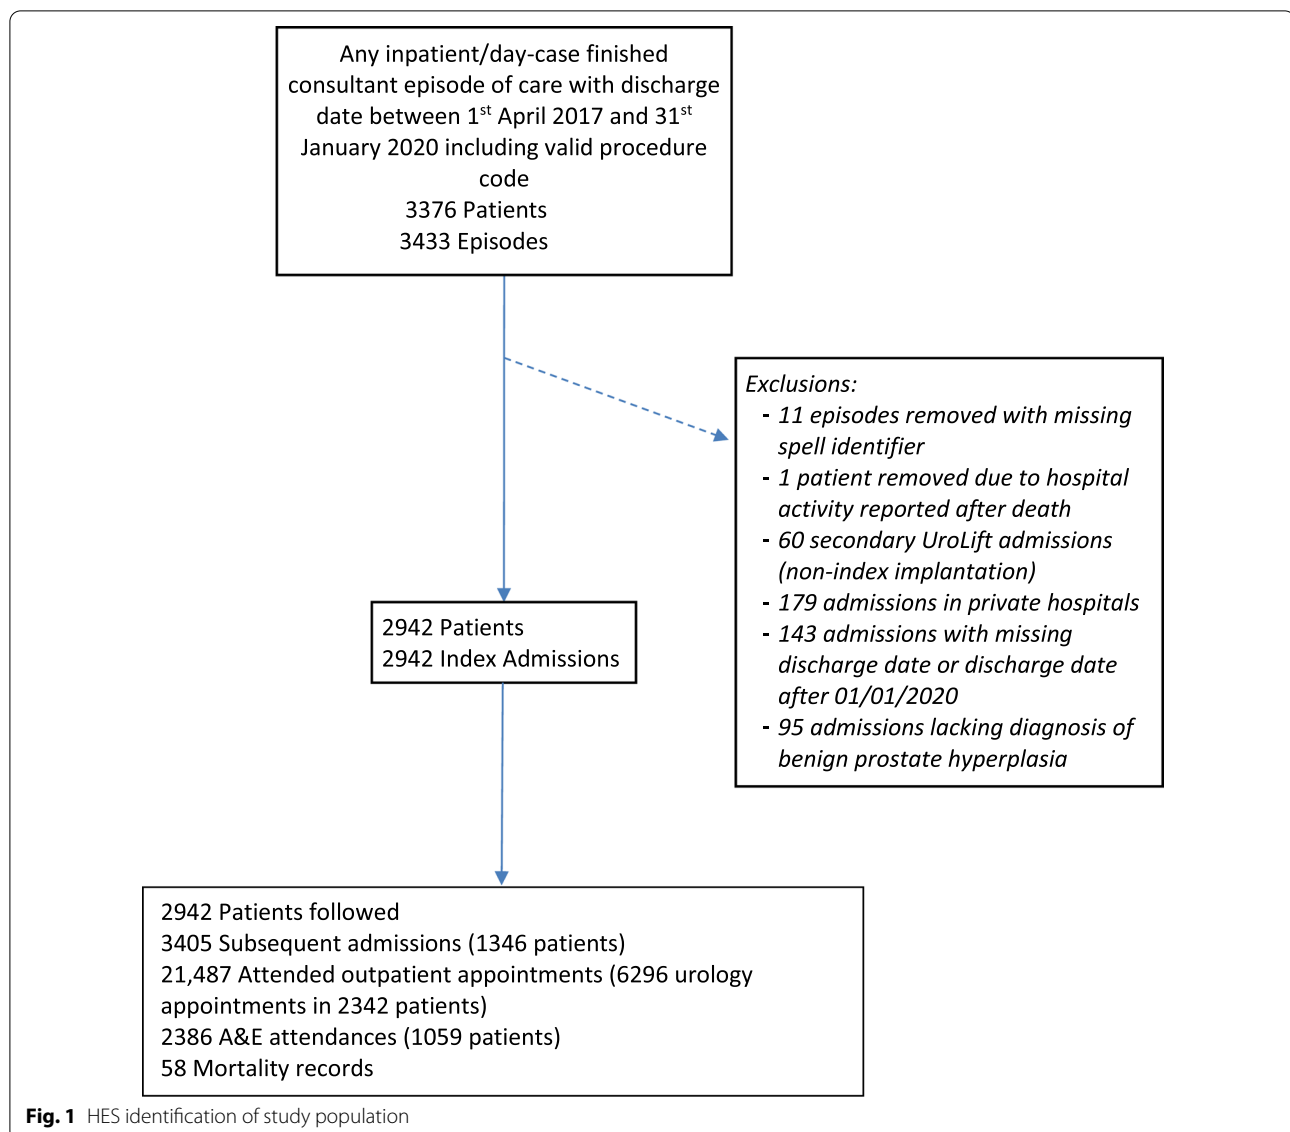 Any inpatient/day-case finished
consultant episode of care with discharge
date between 1st April 2017 and 31st
January 2020 including valid procedure
code
3376 Patients
3433 Episodes
Exclusions:
- 11 episodes removed with missing
spell identifier
- 1 patient removed due to hospital
activity reported after death
- 60 secondary UroLift admissions
(non-index implantation)
- 179 admissions in private hospitals
- 143 admissions with missing
discharge date or discharge date
after 01/01/2020
- 95 admissions lacking diagnosis of
benign prostate hyperplasia
2942 Patients
2942 Index Admissions
2942 Patients followed
3405 Subsequent admissions (1346 patients)
21,487 Attended outpatient appointments (6296 urology
appointments in 2342 patients)
2386 A&E attendances (1059 patients)
58 Mortality records
Fig. 1 HES identification of study population